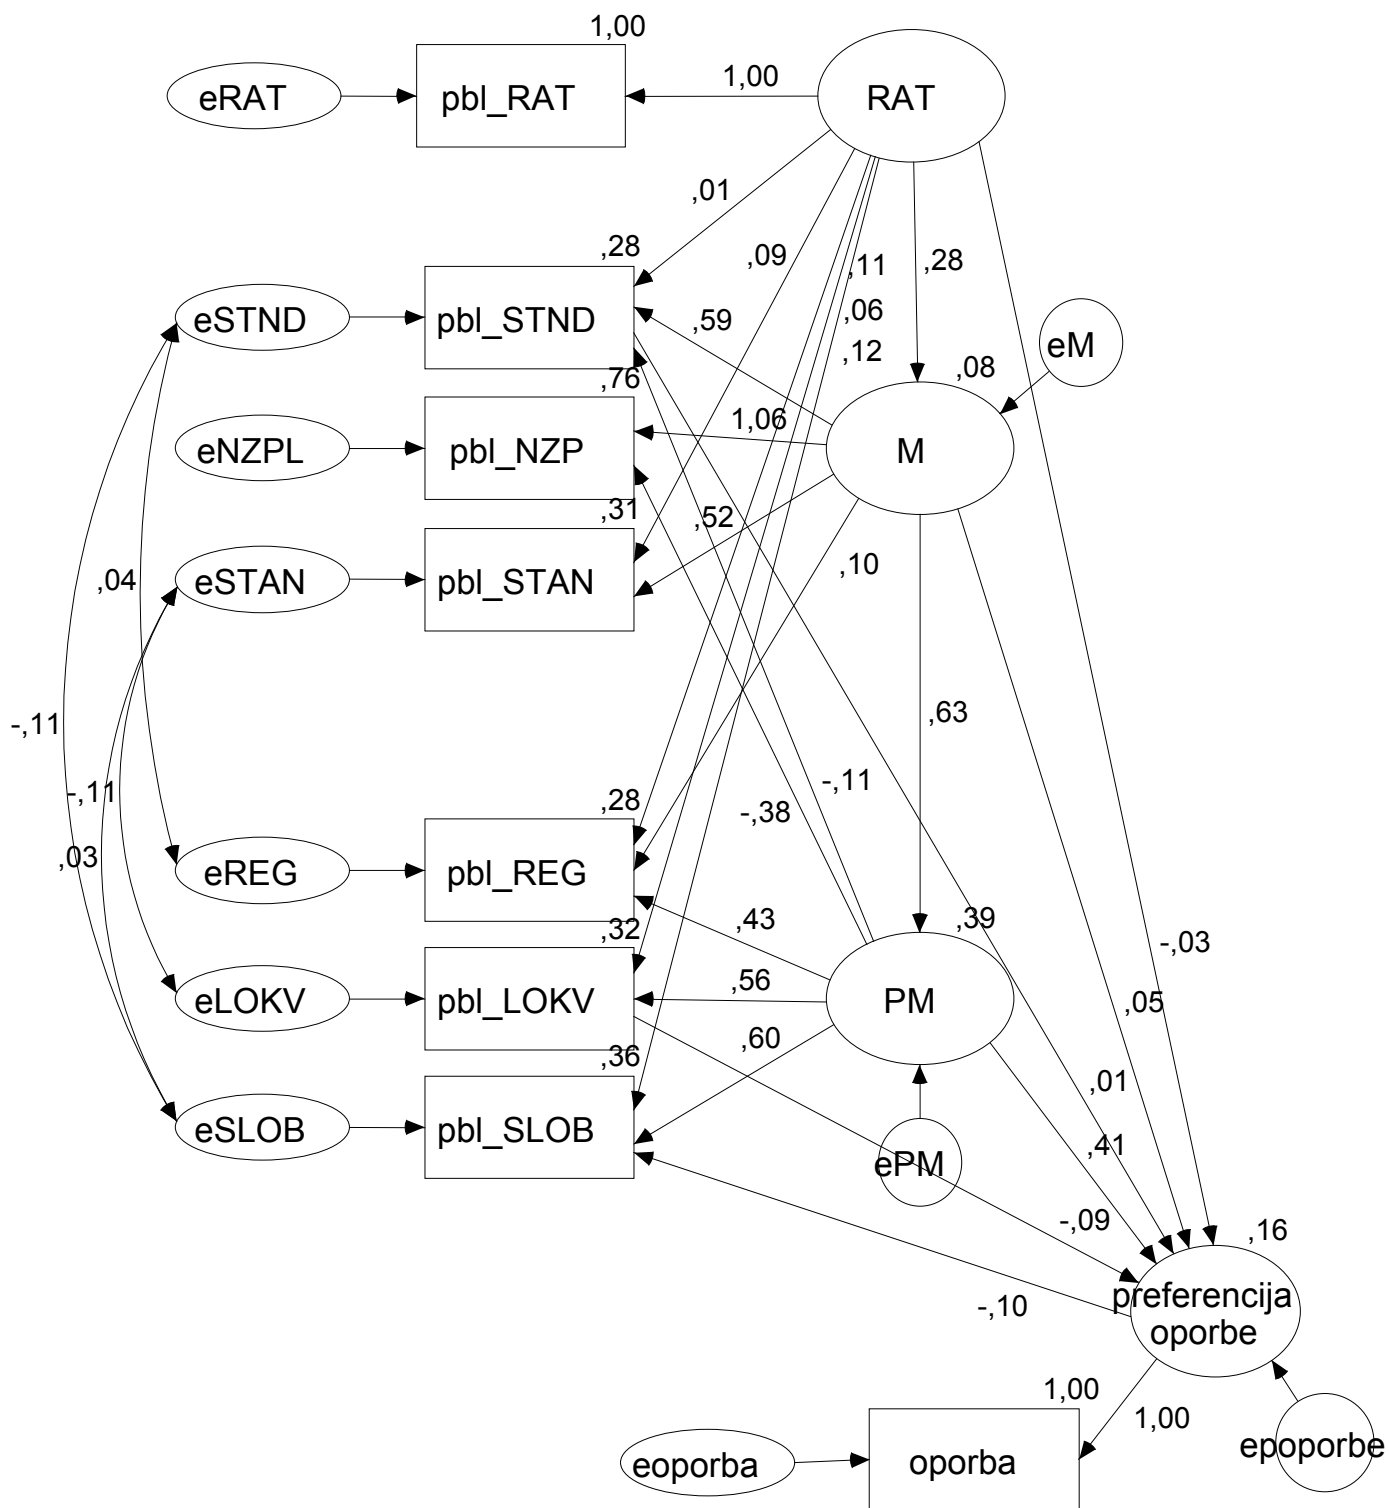 1,00
eRAT
pbl_RAT
1,00
RAT
,01
,28
,09
,11
,28
eSTND
pbl_STND
,59
,06
,12
eM
,76
,08
1,06
eNZPL
pbl_NZP
M
,31
,52
,10
,04
eSTAN
pbl_STAN
-,11
,63
-,11
-,11
-,38
,28
,03
eREG
pbl_REG
,43
,39
,32
-,03
,56
eLOKV
pbl_LOKV
PM
,05
,60
,36
,01
eSLOB
pbl_SLOB
,41
ePM
-,09
,16
-,10
preferencija
oporbe
1,00
1,00
eoporba
oporba
epoporbe